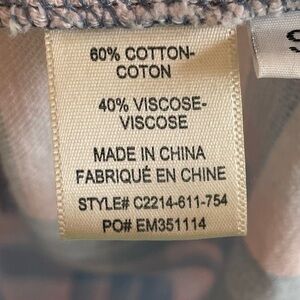 60% COTTON-
COTON
40% VISCOSE-
VISCOSE
MADE IN CHINA
FABRIQUÉ EN CHINE
STYLE# C2214-611-754
PO# EM351114